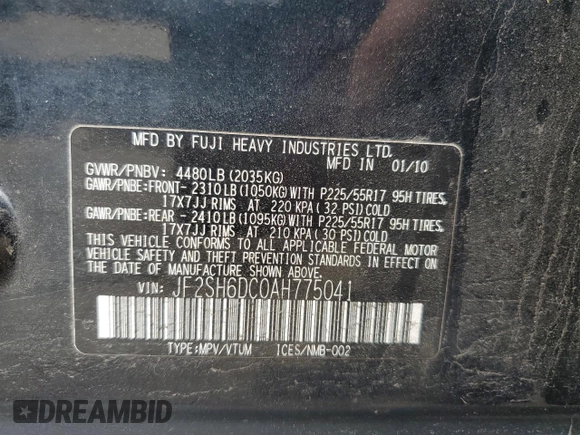 MFD BY FUJI HEAVY INDUSTRIES LTD.
MFD IN 01/10
GVWR/PNBV: 4480LB(2035KG)
GAWR/PNBE:FRONT- 2310LB(1050KG)WITH P225/55R17 95H TIRES,
17X7JJ RIMS AT 220 KPA(32 PSI)COLD
GAWR/PNBE:REAR - 2410LB(1095KG)WITH P225/55R17 95H TIRES,
17X7JJ RIMS AT 210 KPA(30 PSI)COLD
THIS VEHICLE CONFORMS TO ALL APPLICABLE FEDERAL MOTOR
VEHICLE SAFETY AND THEFT PREVENTION STANDARDS IN EFFECT
ON THE DATE OF MANUFACTURE SHOWN ABOVE.
VIN: JF2SH6DC0AH775041
TYPE:MPV/VTUM ICES/NMB-002
DREAMBID